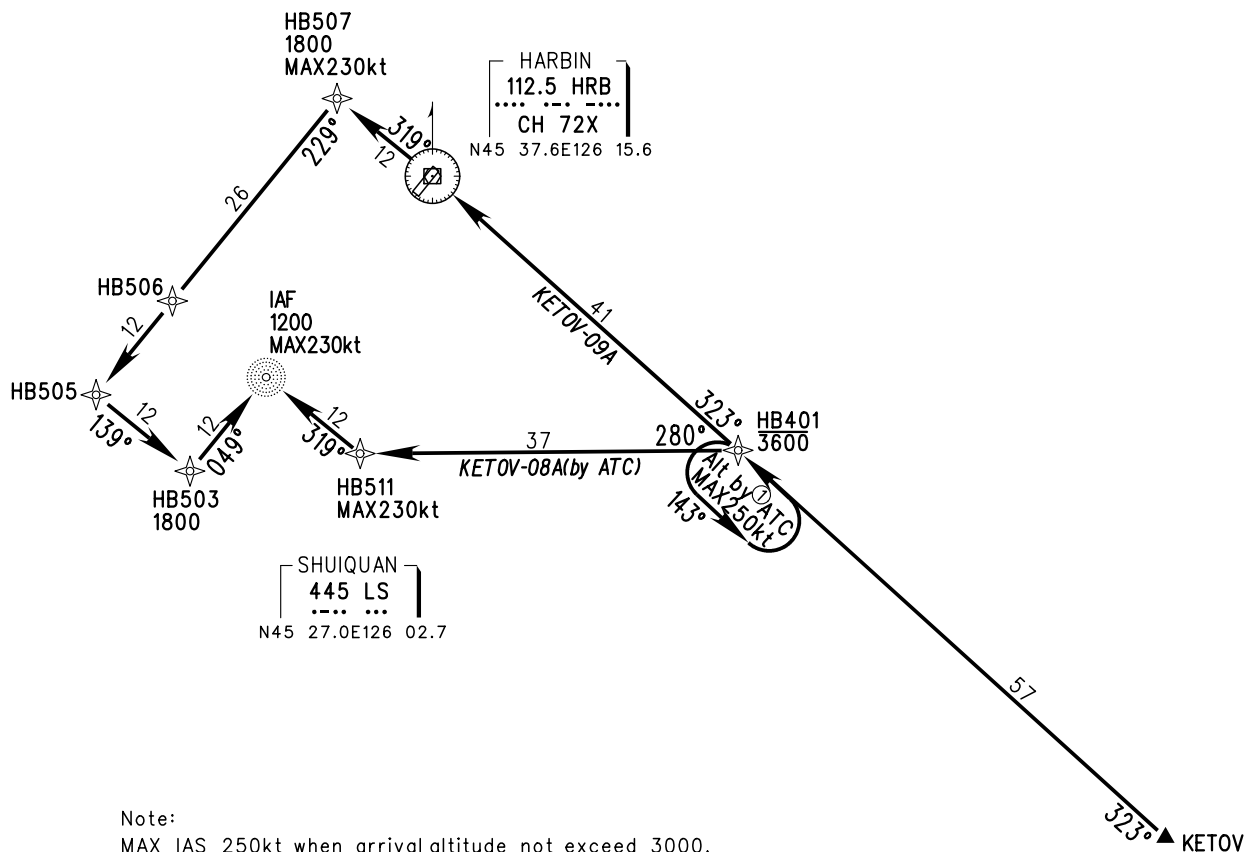 HB507
1800
MAX230kt
HARBIN
112.5 HRB
CH 72X
N45 37.6E126 15.6
319°
12
229°
26
HB506
12
IAF
1200
MAX230kt
41
KETOV-09A
HB505
139°
12
12
049°
HB503
1800
12
319°
HB511
MAX230kt
37
KETOV-08A(by ATC)
280°
323°
HB401
3600
Alt by ATC
MAX250kt
1
143°
SHUIQUAN
445 LS
N45 27.0E126 02.7
57
323°
KETOV
Note:
MAX IAS 250kt when arrival altitude not exceed 3000.